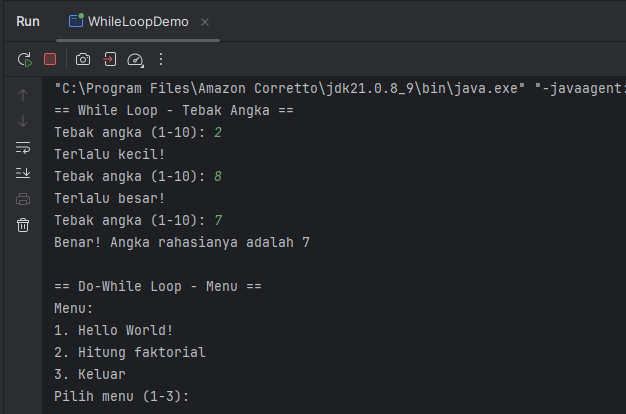 Run WhileLoopDemo
"C:\Program Files\Amazon Corretto\jdk21.0.8_9\bin\java.exe" "-javaagent:
== While Loop - Tebak Angka ==
Tebak angka (1-10): 2
Terlalu kecil!
Tebak angka (1-10): 8
Terlalu besar!
Tebak angka (1-10): 7
Benar! Angka rahasianya adalah 7
== Do-While Loop - Menu ==
Menu:
1. Hello World!
2. Hitung faktorial
3. Keluar
Pilih menu (1-3):